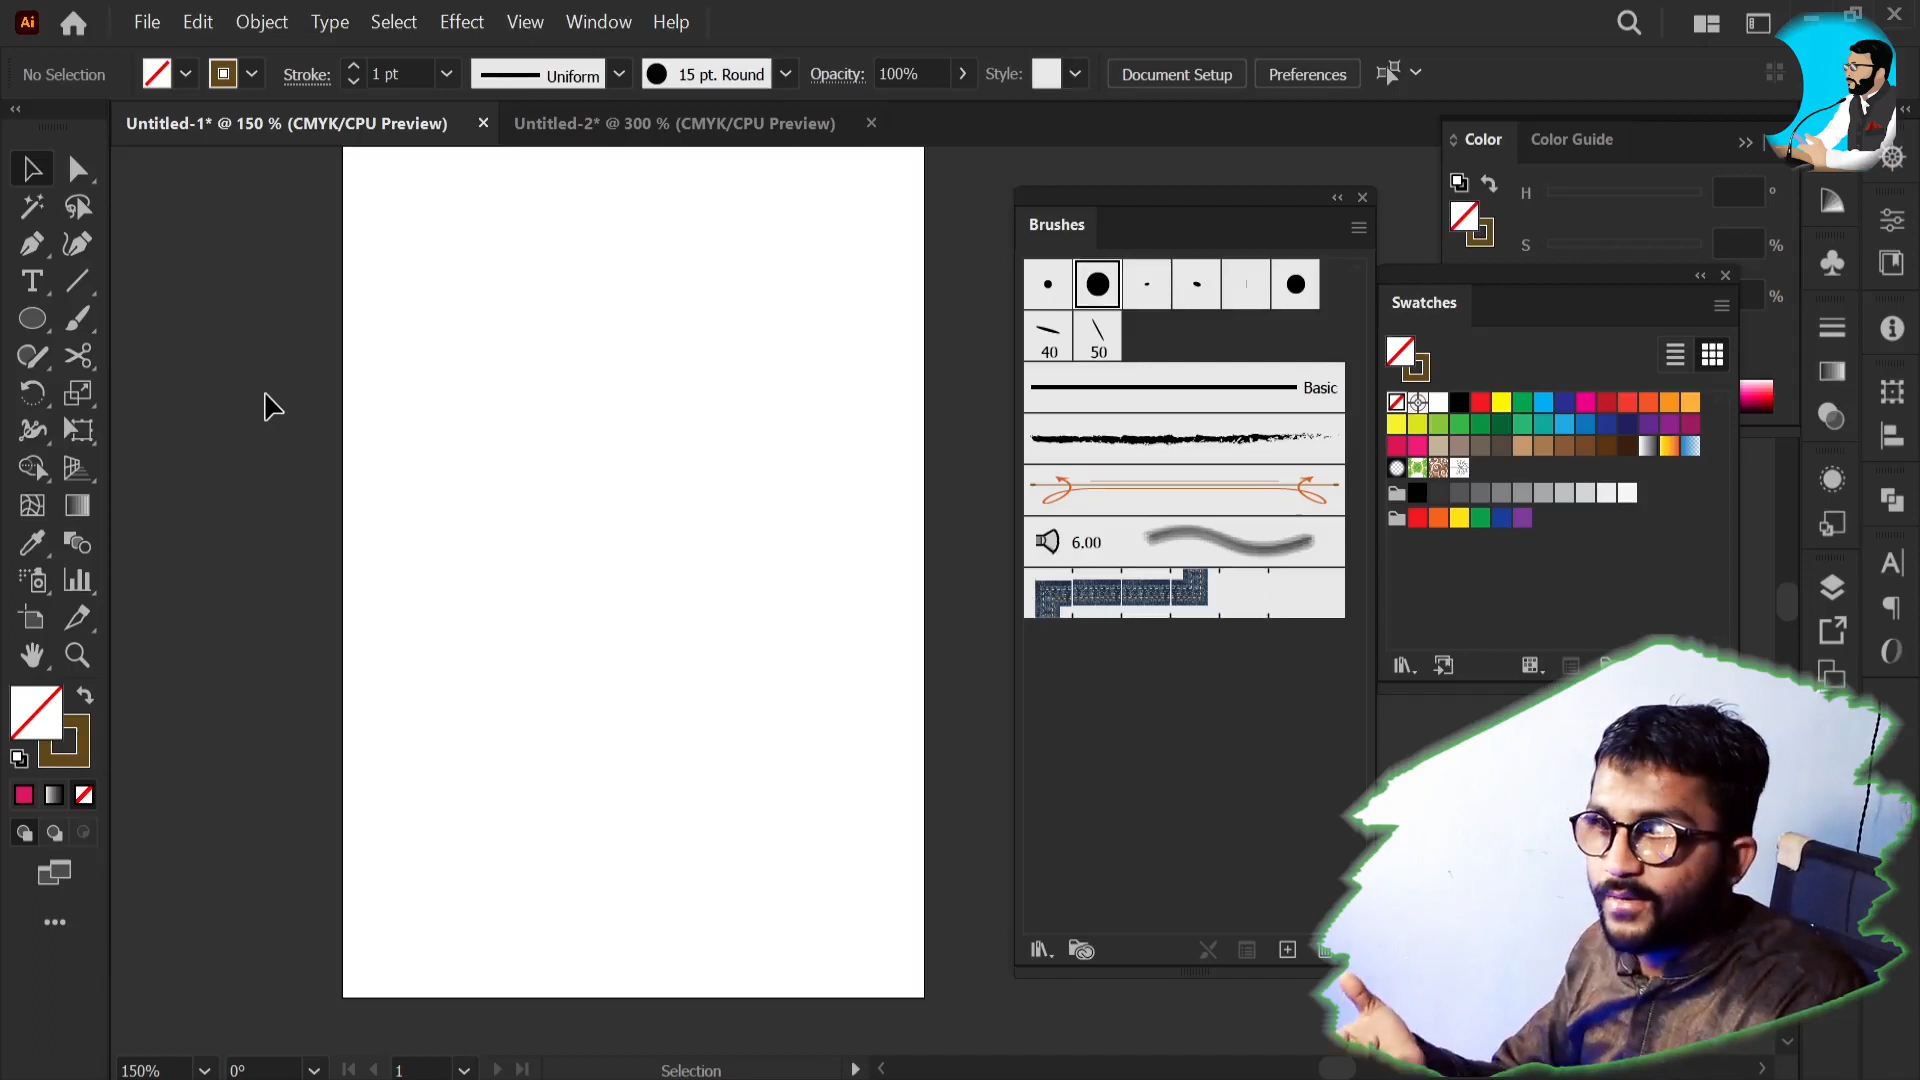 Ai File Edit Object Type Select Effect View Window Help
No Selection Stroke: 1 pt Uniform 15 pt. Round Opacity: 100% Style: Document Setup Preferences
Untitled-1* @ 150 % (CMYK/CPU Preview) Untitled-2* @ 300 % (CMYK/CPU Preview)
Color Color Guide
H °
S %
%
Brushes
40 50
Basic
6.00
Swatches
150% 0° 1 Selection